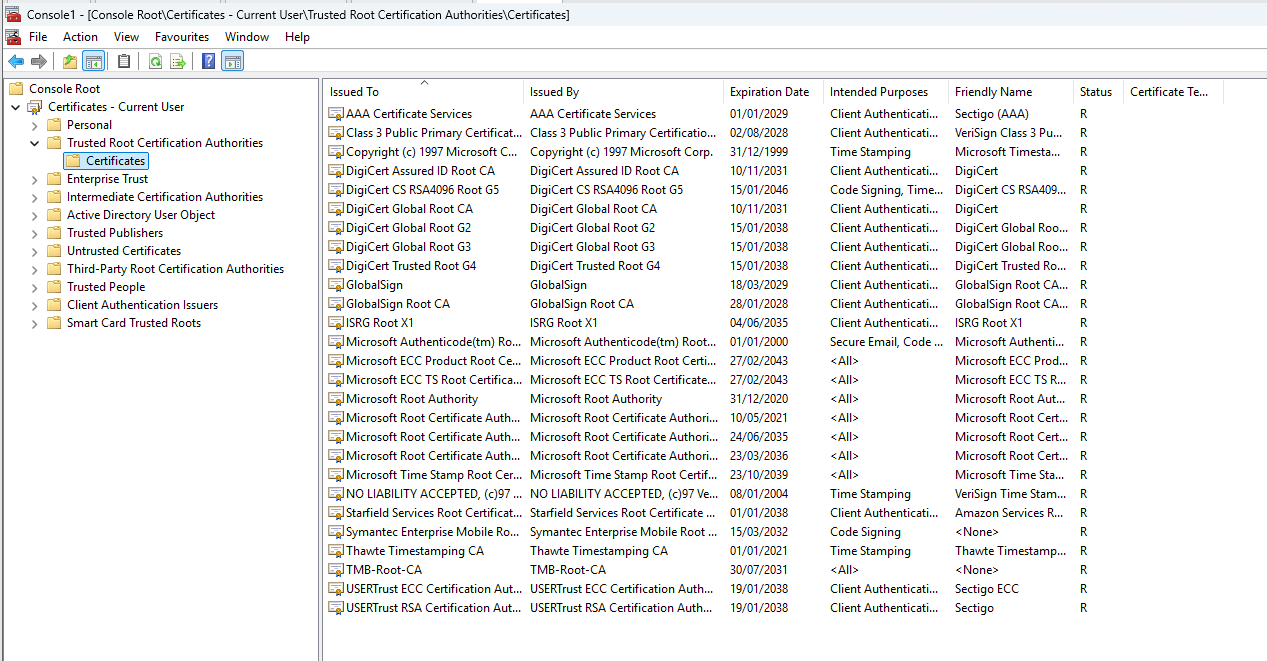 Console1 - [Console Root\Certificates - Current User\Trusted Root Certification Authorities\Certificates]
File Action View Favourites Window Help
Console Root
Certificates - Current User
Personal
Trusted Root Certification Authorities
Certificates
Enterprise Trust
Intermediate Certification Authorities
Active Directory User Object
Trusted Publishers
Untrusted Certificates
Third-Party Root Certification Authorities
Trusted People
Client Authentication Issuers
Smart Card Trusted Roots
Issued To Issued By Expiration Date Intended Purposes Friendly Name Status Certificate Te...
AAA Certificate Services AAA Certificate Services 01/01/2029 Client Authenticati... Sectigo (AAA) R
Class 3 Public Primary Certificat... Class 3 Public Primary Certificatio... 02/08/2028 Client Authenticati... VeriSign Class 3 Pu... R
Copyright (c) 1997 Microsoft C... Copyright (c) 1997 Microsoft Corp. 31/12/1999 Time Stamping Microsoft Timesta... R
DigiCert Assured ID Root CA DigiCert Assured ID Root CA 10/11/2031 Client Authenticati... DigiCert R
DigiCert CS RSA4096 Root G5 DigiCert CS RSA4096 Root G5 15/01/2046 Code Signing, Time... DigiCert CS RSA409... R
DigiCert Global Root CA DigiCert Global Root CA 10/11/2031 Client Authenticati... DigiCert R
DigiCert Global Root G2 DigiCert Global Root G2 15/01/2038 Client Authenticati... DigiCert Global Roo... R
DigiCert Global Root G3 DigiCert Global Root G3 15/01/2038 Client Authenticati... DigiCert Global Roo... R
DigiCert Trusted Root G4 DigiCert Trusted Root G4 15/01/2038 Client Authenticati... DigiCert Trusted Ro... R
GlobalSign GlobalSign 18/03/2029 Client Authenticati... GlobalSign Root CA... R
GlobalSign Root CA GlobalSign Root CA 28/01/2028 Client Authenticati... GlobalSign Root CA... R
ISRG Root X1 ISRG Root X1 04/06/2035 Client Authenticati... ISRG Root X1 R
Microsoft Authenticode(tm) Ro... Microsoft Authenticode(tm) Root... 01/01/2000 Secure Email, Code ... Microsoft Authenti... R
Microsoft ECC Product Root Ce... Microsoft ECC Product Root Certi... 27/02/2043 <All> Microsoft ECC Prod... R
Microsoft ECC TS Root Certifica... Microsoft ECC TS Root Certificate... 27/02/2043 <All> Microsoft ECC TS R... R
Microsoft Root Authority Microsoft Root Authority 31/12/2020 <All> Microsoft Root Aut... R
Microsoft Root Certificate Auth... Microsoft Root Certificate Authori... 10/05/2021 <All> Microsoft Root Cert... R
Microsoft Root Certificate Auth... Microsoft Root Certificate Authori... 24/06/2035 <All> Microsoft Root Cert... R
Microsoft Root Certificate Auth... Microsoft Root Certificate Authori... 23/03/2036 <All> Microsoft Root Cert... R
Microsoft Time Stamp Root Cer... Microsoft Time Stamp Root Certif... 23/10/2039 <All> Microsoft Time Sta... R
NO LIABILITY ACCEPTED, (c)97 ... NO LIABILITY ACCEPTED, (c)97 Ve... 08/01/2004 Time Stamping VeriSign Time Stam... R
Starfield Services Root Certificat... Starfield Services Root Certificate ... 01/01/2038 Client Authenticati... Amazon Services R... R
Symantec Enterprise Mobile Ro... Symantec Enterprise Mobile Root ... 15/03/2032 Code Signing <None> R
Thawte Timestamping CA Thawte Timestamping CA 01/01/2021 Time Stamping Thawte Timestamp... R
TMB-Root-CA TMB-Root-CA 30/07/2031 <All> <None> R
USERTrust ECC Certification Aut... USERTrust ECC Certification Auth... 19/01/2038 Client Authenticati... Sectigo ECC R
USERTrust RSA Certification Aut... USERTrust RSA Certification Auth... 19/01/2038 Client Authenticati... Sectigo R